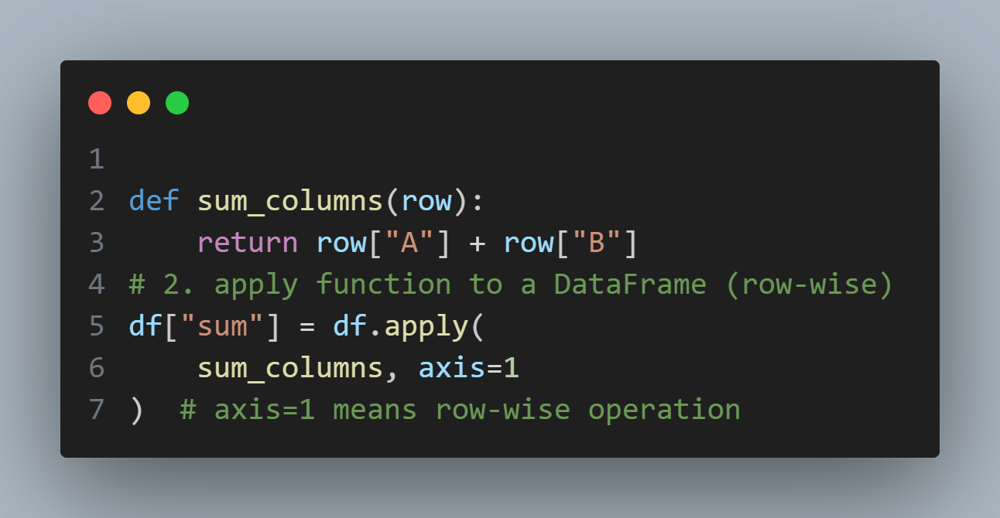 1
2 def sum_columns(row):
3     return row["A"] + row["B"]
4 # 2. apply function to a DataFrame (row-wise)
5 df["sum"] = df.apply(
6     sum_columns, axis=1
7 )  # axis=1 means row-wise operation